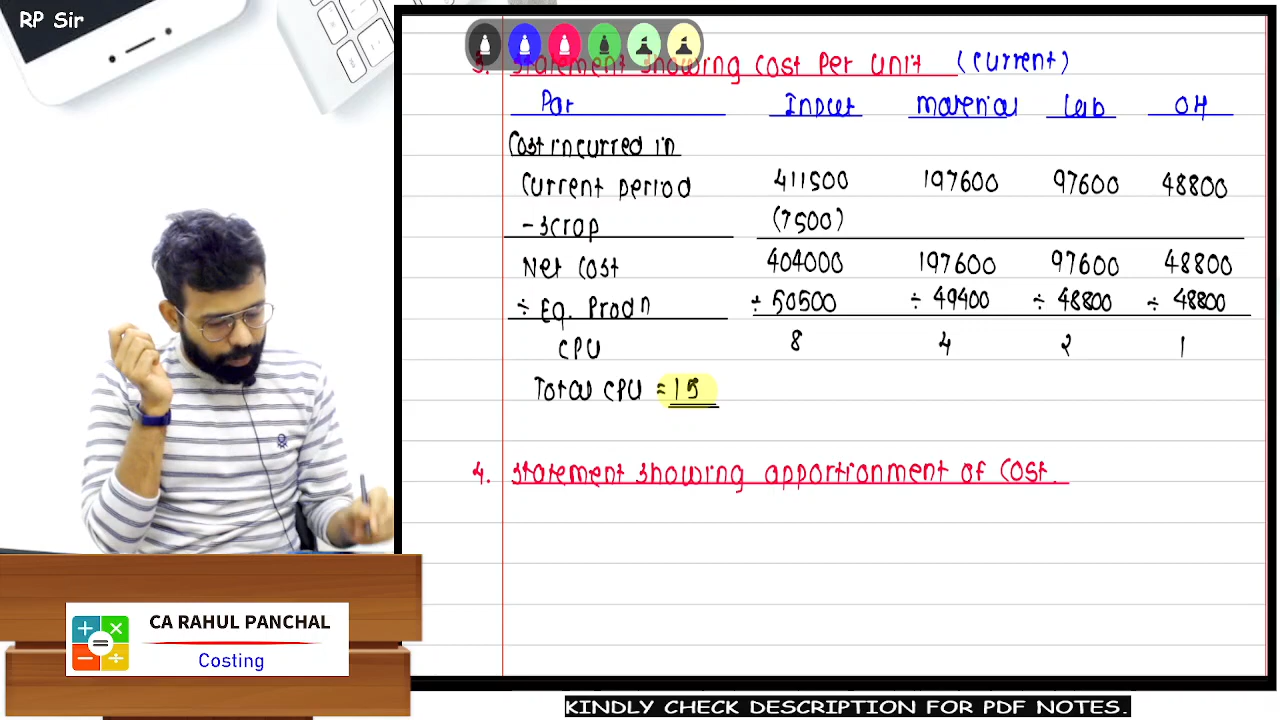 RP Sir
3. Statement showing cost per unit (current)
Par Input material Lab OH
Cost incurred in
Current period 411500 197600 97600 48800
- scrap (7500)
Net Cost 404000 197600 97600 48800
÷ Eq. Prodn ÷ 50500 ÷ 49400 ÷ 48800 ÷ 48800
CPU 8 4 2 1
Total CPU = 15
4. Statement showing apportionment of Cost.
CA RAHUL PANCHAL
Costing
KINDLY CHECK DESCRIPTION FOR PDF NOTES.